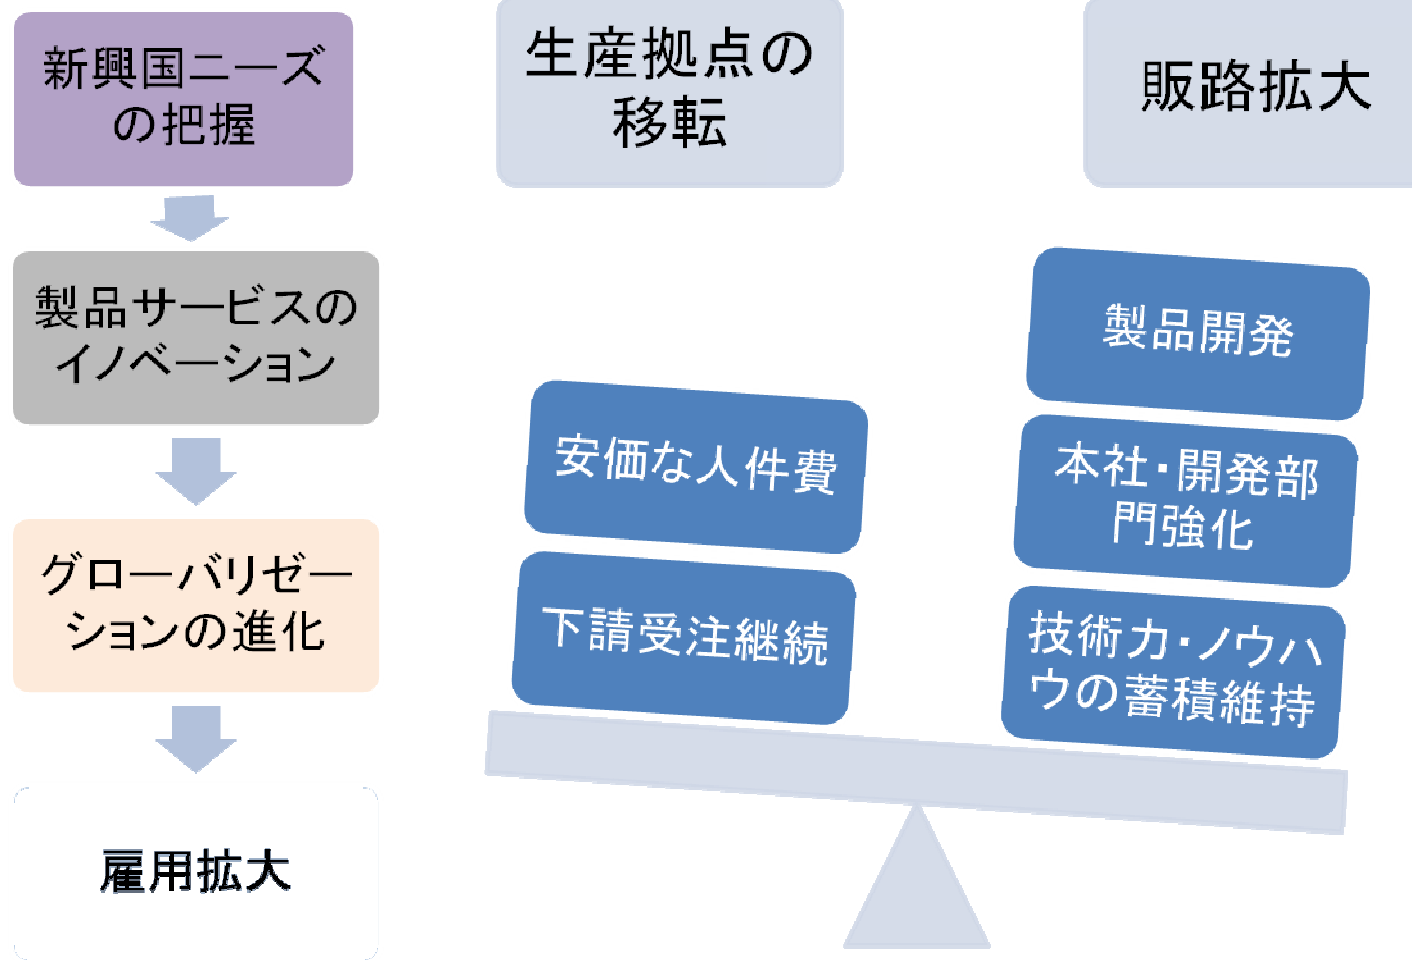 新興国ニーズ
の把握
製品サービスの
イノベーション
グローバリゼー
ションの進化
雇用拡大
生産拠点の
移転
安価な人件費
下請受注継続
販路拡大
製品開発
本社・開発部
門強化
技術力・ノウハ
ウの蓄積維持